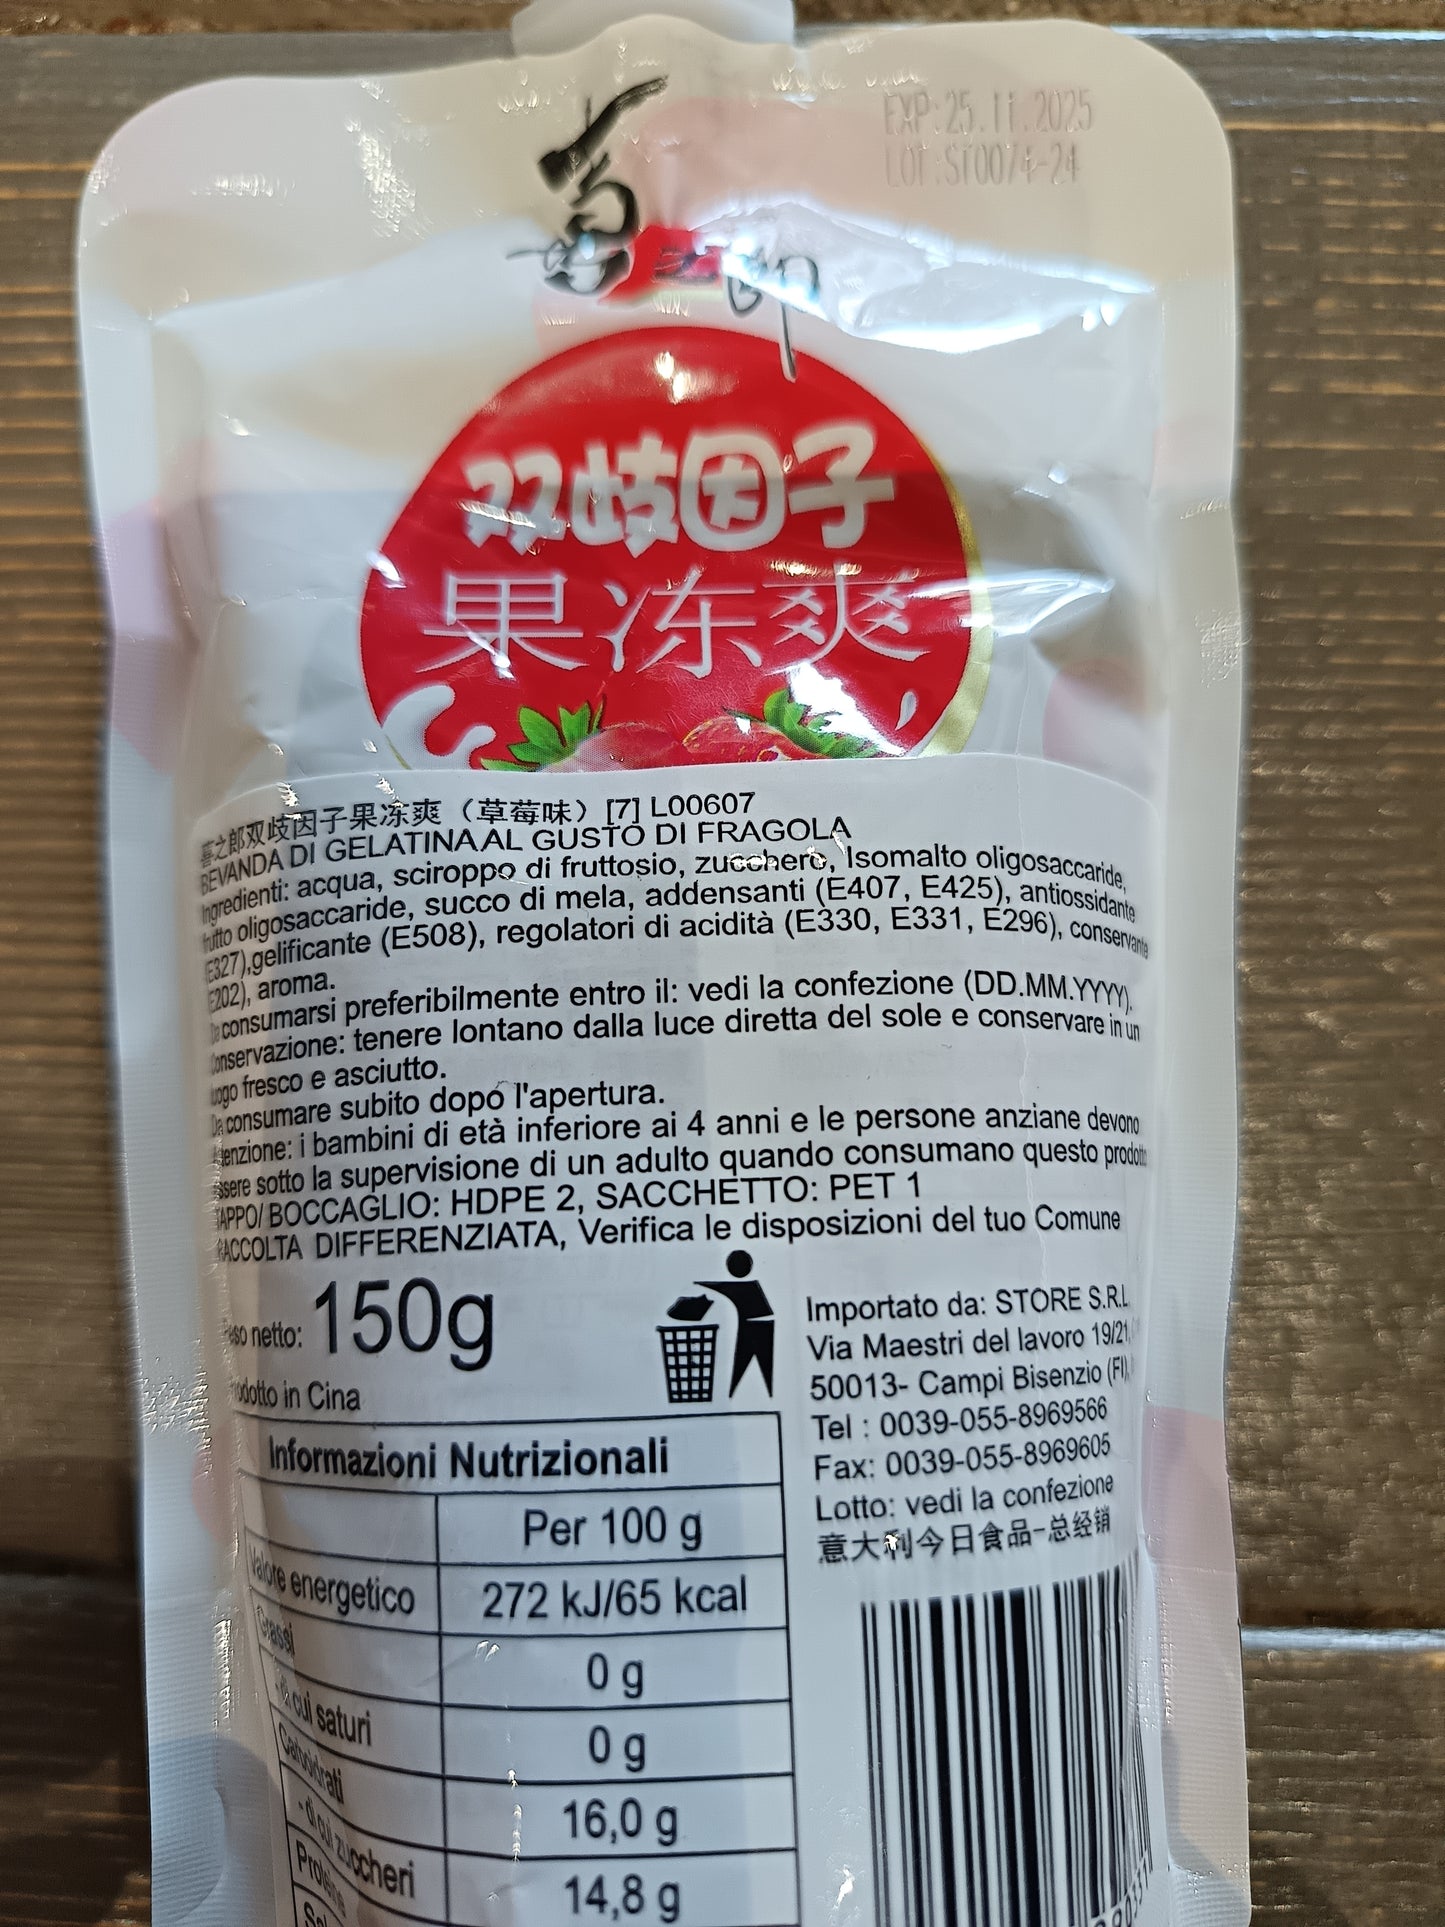 EXP:25.11.2025
LOT:ST0074-24
喜之郎
双歧因子
果冻爽
喜之郎双歧因子果冻爽（草莓味）[7] L00607
BEVANDA DI GELATINA AL GUSTO DI FRAGOLA
Ingredienti: acqua, sciroppo di fruttosio, zucchero, Isomalto oligosaccaride,
frutto oligosaccaride, succo di mela, addensanti (E407, E425), antiossidante
(E327),gelificante (E508), regolatori di acidità (E330, E331, E296), conservante
(E202), aroma.
Da consumarsi preferibilmente entro il: vedi la confezione (DD.MM.YYYY).
Conservazione: tenere lontano dalla luce diretta del sole e conservare in un
luogo fresco e asciutto.
Da consumare subito dopo l'apertura.
Attenzione: i bambini di età inferiore ai 4 anni e le persone anziane devono
essere sotto la supervisione di un adulto quando consumano questo prodotto
TAPPO/ BOCCAGLIO: HDPE 2, SACCHETTO: PET 1
RACCOLTA DIFFERENZIATA, Verifica le disposizioni del tuo Comune
Peso netto: 150g
Prodotto in Cina
Importato da: STORE S.R.L
Via Maestri del lavoro 19/21,
50013- Campi Bisenzio (FI),
Tel : 0039-055-8969566
Fax: 0039-055-8969605
Lotto: vedi la confezione
意大利今日食品-总经销
Informazioni Nutrizionali
Per 100 g
Valore energetico 272 kJ/65 kcal
Grassi 0 g
- di cui saturi 0 g
Carboidrati 16,0 g
- di cui zuccheri 14,8 g
Proteine